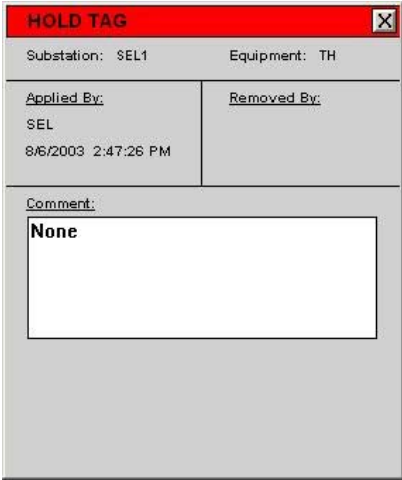 HOLD TAG
Substation: SEL1 Equipment: TH
Applied By:
SEL
8/6/2003 2:47:26 PM
Removed By:
Comment:
None